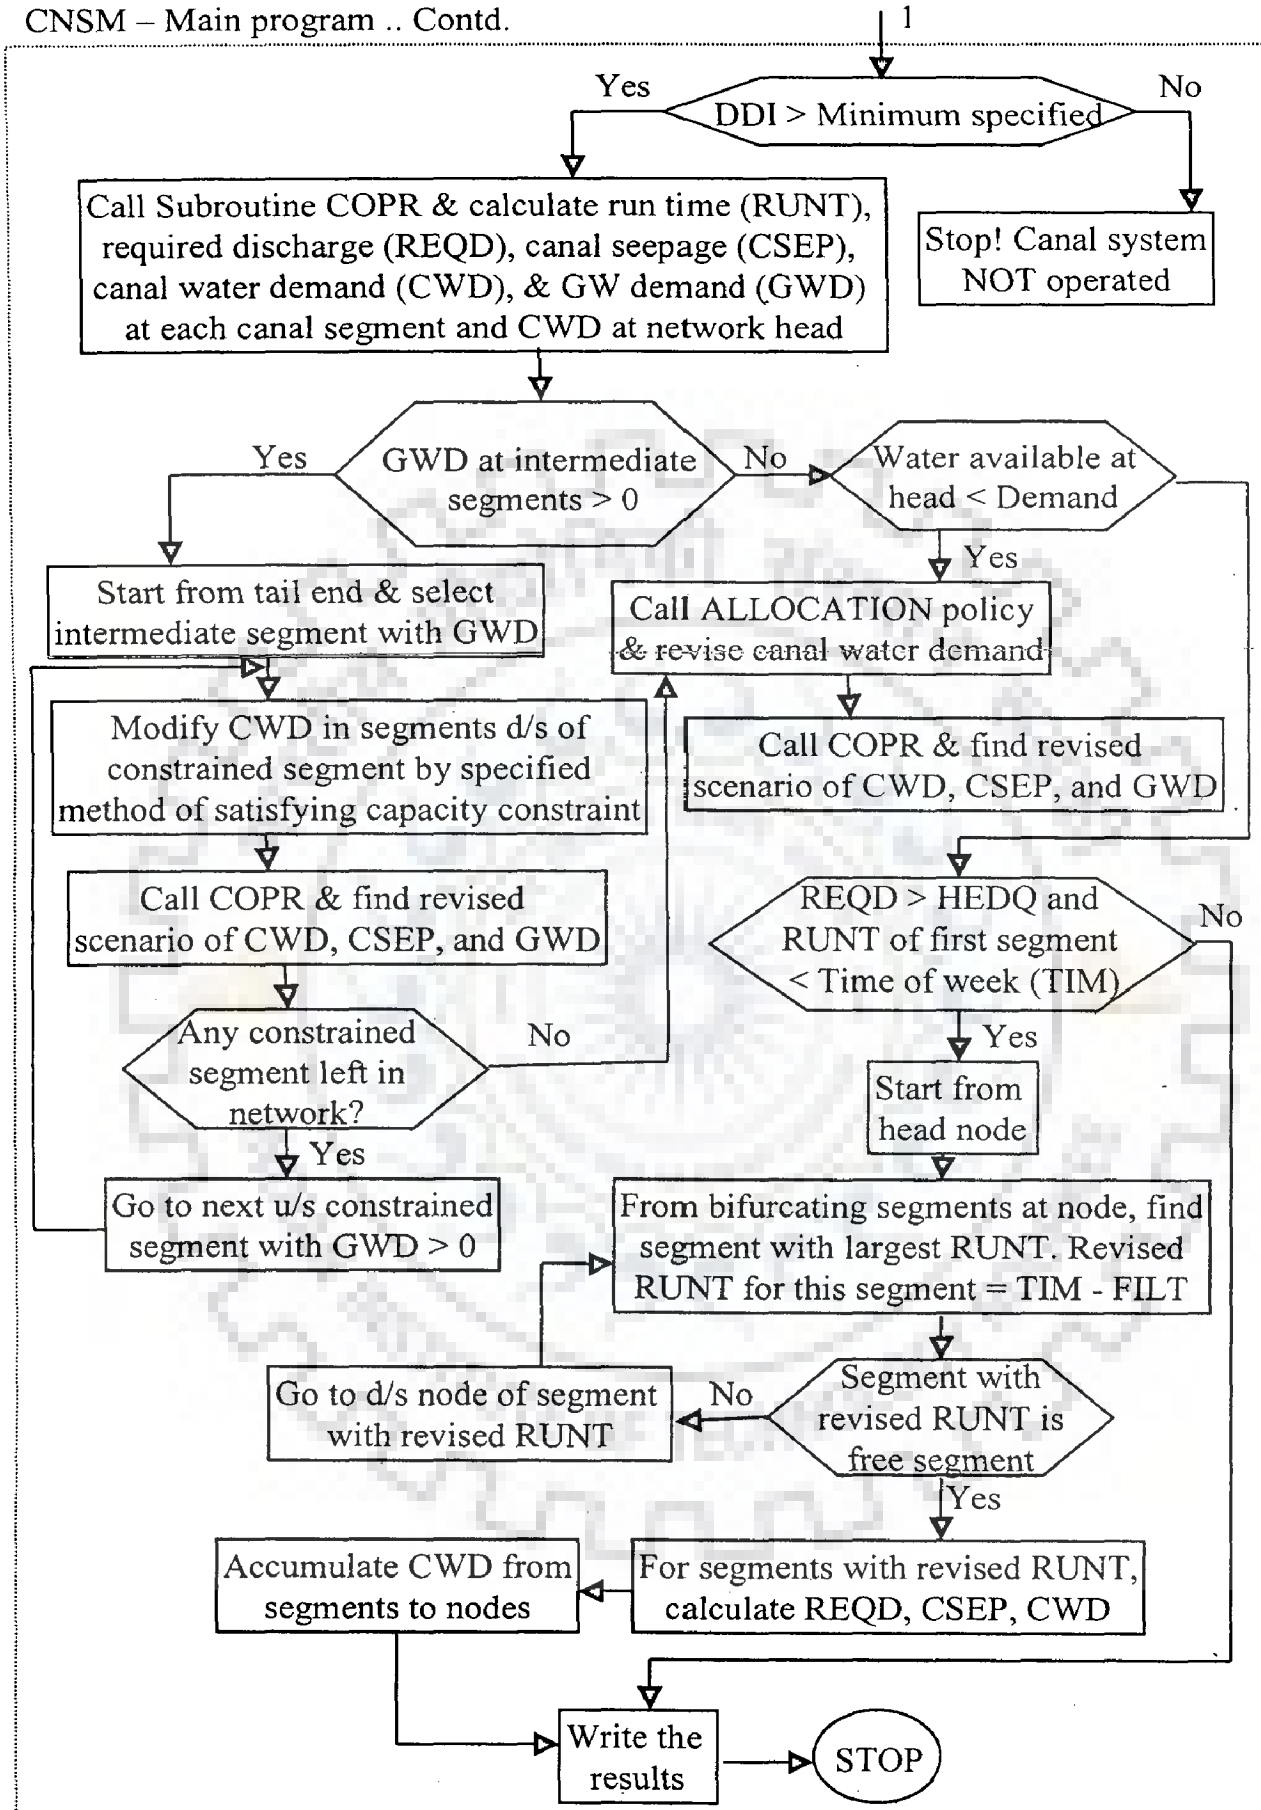 CNSM – Main program .. Contd.
1
Yes
No
DDI > Minimum specified
Call Subroutine COPR & calculate run time (RUNT),
required discharge (REQD), canal seepage (CSEP),
canal water demand (CWD), & GW demand (GWD)
at each canal segment and CWD at network head
Stop! Canal system
NOT operated
Yes
GWD at intermediate
segments > 0
No
Water available at
head < Demand
Yes
Start from tail end & select
intermediate segment with GWD
Call ALLOCATION policy
& revise canal water demand
Modify CWD in segments d/s of
constrained segment by specified
method of satisfying capacity constraint
Call COPR & find revised
scenario of CWD, CSEP, and GWD
Call COPR & find revised
scenario of CWD, CSEP, and GWD
REQD > HEDQ and
RUNT of first segment
< Time of week (TIM)
No
Any constrained
segment left in
network?
No
Yes
Yes
Start from
head node
Go to next u/s constrained
segment with GWD > 0
From bifurcating segments at node, find
segment with largest RUNT. Revised
RUNT for this segment = TIM - FILT
Go to d/s node of segment
with revised RUNT
No
Segment with
revised RUNT is
free segment
Yes
Accumulate CWD from
segments to nodes
For segments with revised RUNT,
calculate REQD, CSEP, CWD
Write the
results
STOP